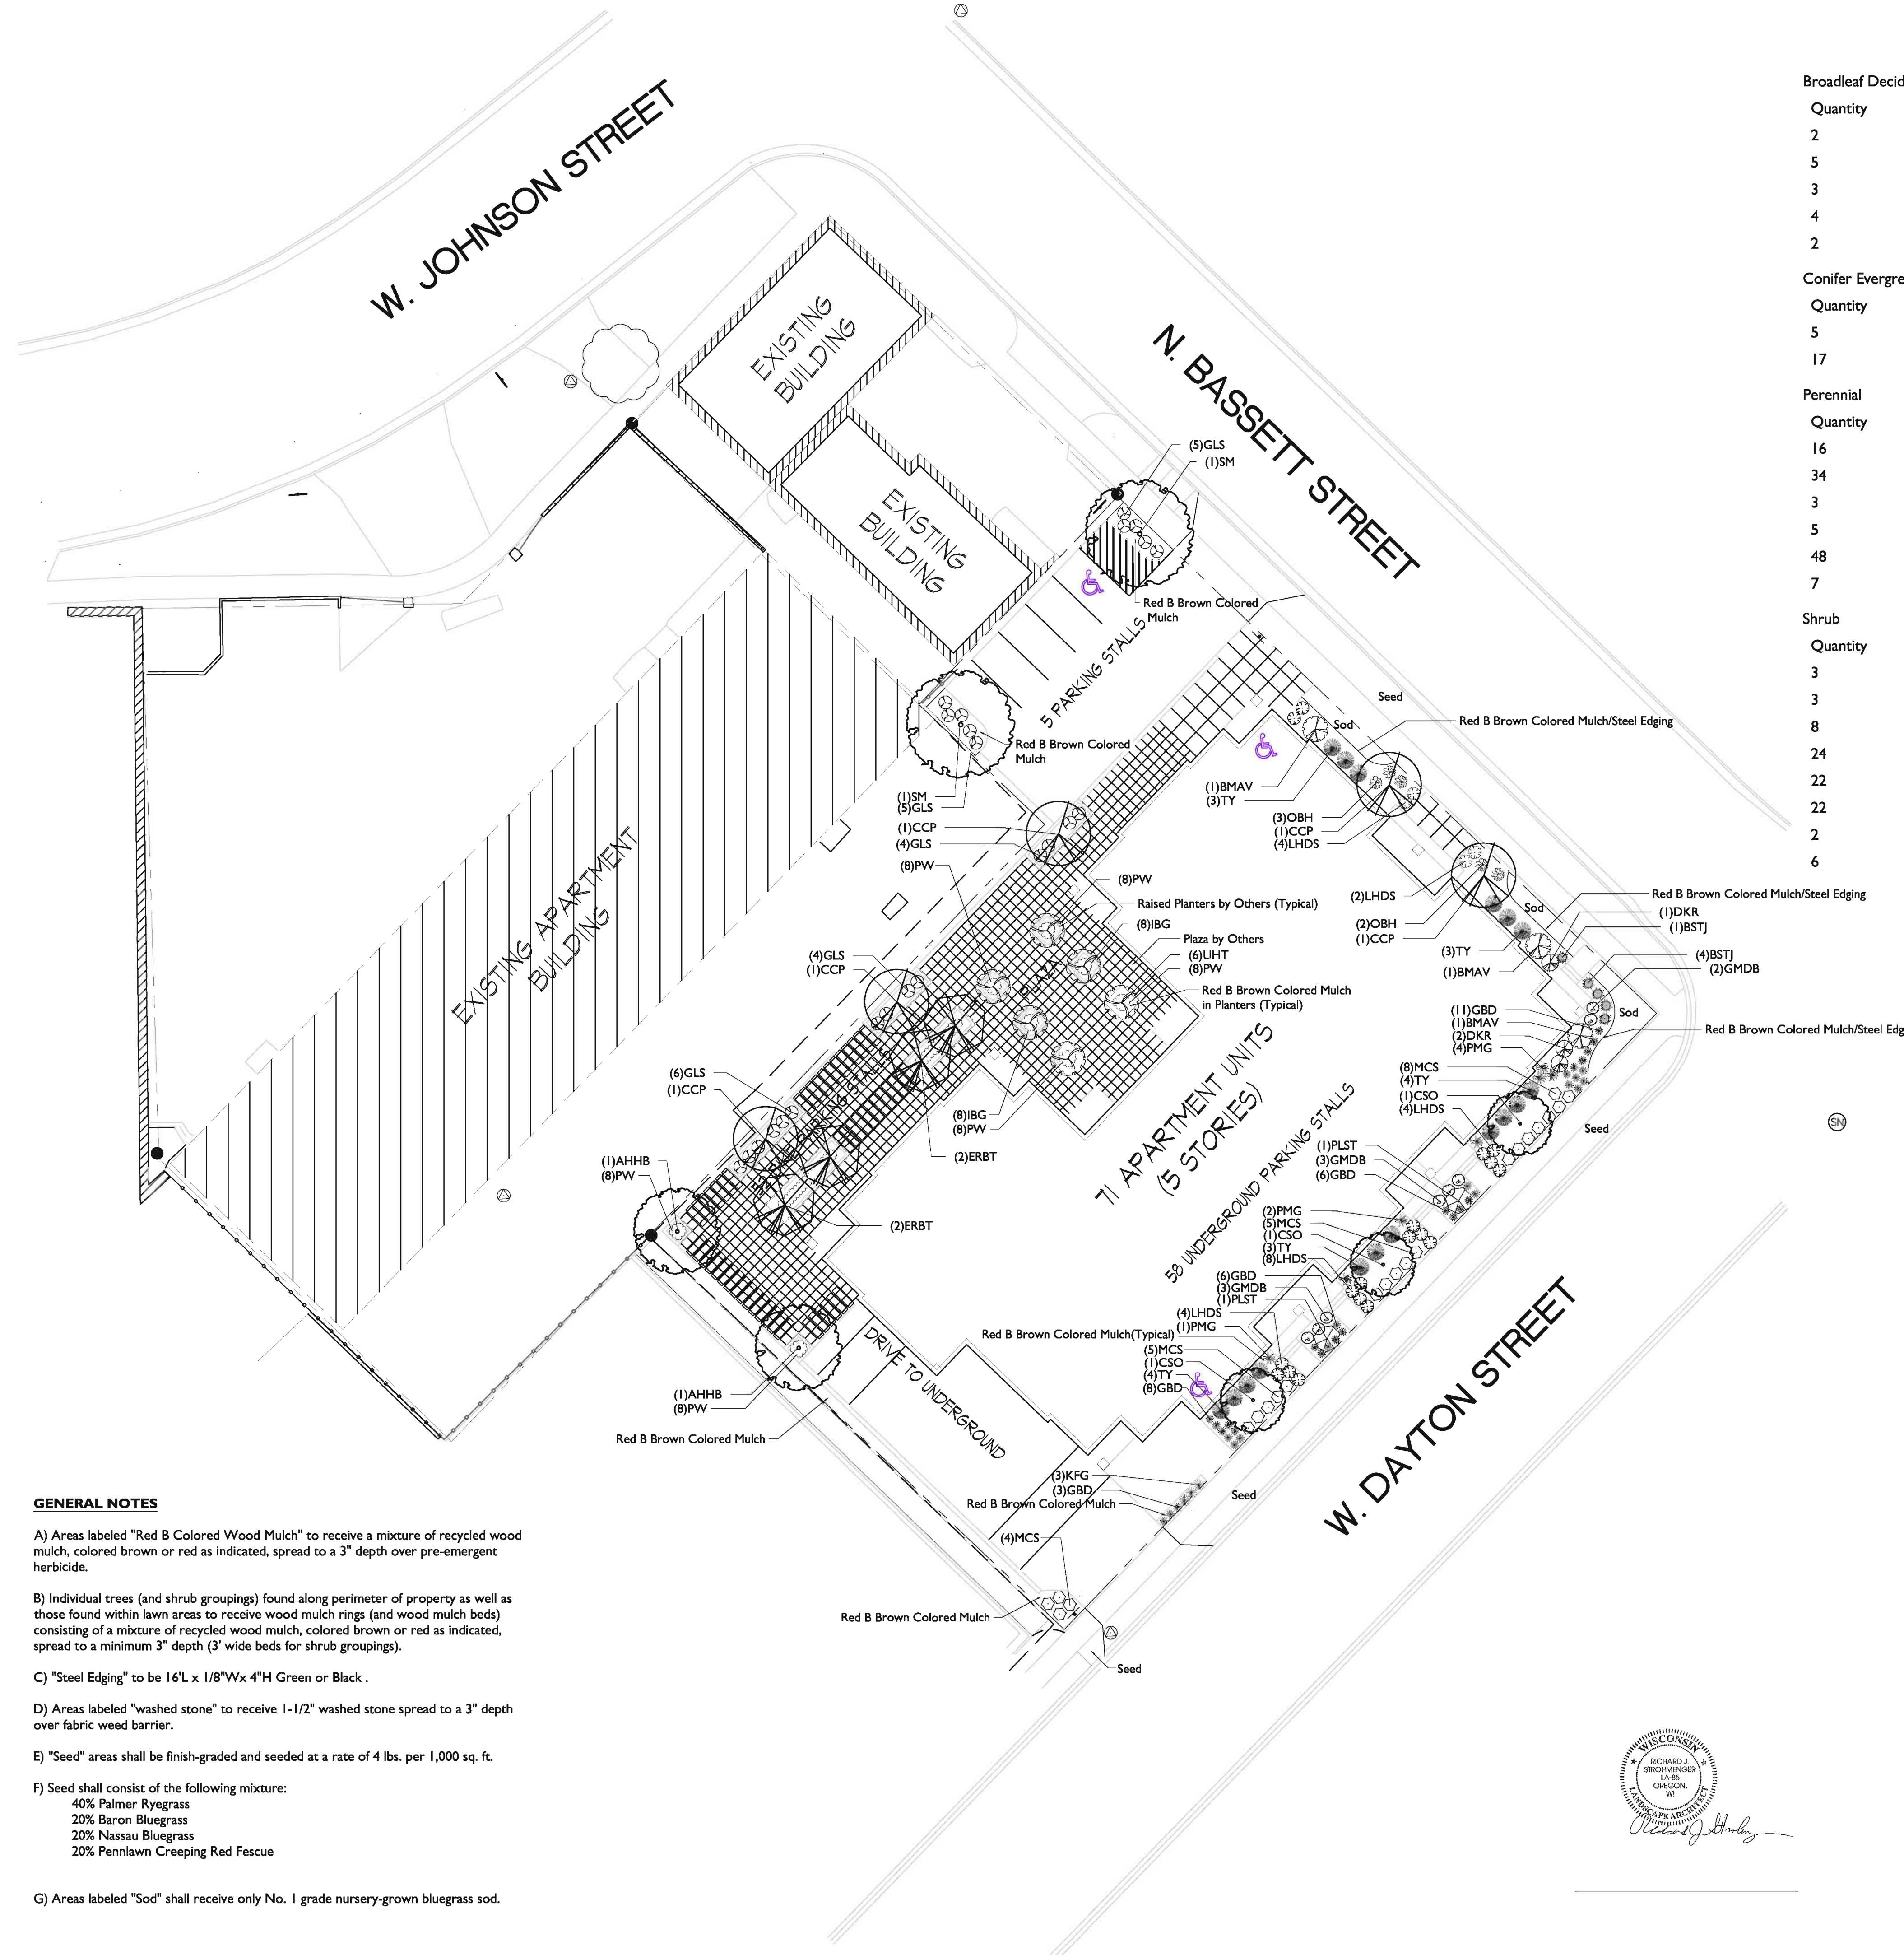 W. JOHNSON STREET
N. BASSETT STREET
W. DAYTON STREET
EXISTING
BUILDING
EXISTING
BUILDING
EXISTING APARTMENT
BUILDING
(5)GLS
(1)SM
Red B Brown Colored
Mulch
5 PARKING STALLS
Red B Brown Colored
Mulch
(1)SM
(5)GLS
(1)CCP
(4)GLS
(8)PW
Seed
Sod
Red B Brown Colored Mulch/Steel Edging
(1)BMAV
(3)TY
(3)OBH
(1)CCP
(4)LHDS
(8)PW
Raised Planters by Others (Typical)
(8)IBG
Plaza by Others
(6)UHT
(8)PW
Red B Brown Colored Mulch
in Planters (Typical)
(2)LHDS
(2)OBH
(1)CCP
Red B Brown Colored Mulch/Steel Edging
Sod
(1)DKR
(1)BSTJ
(3)TY
(1)BMAV
(4)BSTJ
(2)GMDB
(4)GLS
(1)CCP
(11)GBD
(1)BMAV
(2)DKR
(4)PMG
Sod
Red B Brown Colored Mulch/Steel Edg
(8)MCS
(4)TY
(1)CSO
(4)LHDS
Seed
SN
(6)GLS
(1)CCP
(8)IBG
(8)PW
(2)ERBT
71 APARTMENT UNITS
(5 STORIES)
58 UNDERGROUND PARKING STALLS
(1)AHHB
(8)PW
(2)ERBT
(1)PLST
(3)GMDB
(6)GBD
(2)PMG
(5)MCS
(1)CSO
(3)TY
(8)LHDS
(6)GBD
(3)GMDB
(1)PLST
(4)LHDS
(1)PMG
Red B Brown Colored Mulch(Typical)
(5)MCS
(1)CSO
(4)TY
(8)GBD
DRIVE TO UNDERGROUND
(1)AHHB
(8)PW
Red B Brown Colored Mulch
(3)KFG
(3)GBD
Red B Brown Colored Mulch
Seed
(4)MCS
Red B Brown Colored Mulch
Seed
Broadleaf Decid
Quantity
2
5
3
4
2
Conifer Evergre
Quantity
5
17
Perennial
Quantity
16
34
3
5
48
7
Shrub
Quantity
3
3
8
24
22
22
2
6
GENERAL NOTES
A) Areas labeled "Red B Colored Wood Mulch" to receive a mixture of recycled wood
mulch, colored brown or red as indicated, spread to a 3" depth over pre-emergent
herbicide.
B) Individual trees (and shrub groupings) found along perimeter of property as well as
those found within lawn areas to receive wood mulch rings (and wood mulch beds)
consisting of a mixture of recycled wood mulch, colored brown or red as indicated,
spread to a minimum 3" depth (3' wide beds for shrub groupings).
C) "Steel Edging" to be 16'L x 1/8"Wx 4"H Green or Black .
D) Areas labeled "washed stone" to receive 1-1/2" washed stone spread to a 3" depth
over fabric weed barrier.
E) "Seed" areas shall be finish-graded and seeded at a rate of 4 lbs. per 1,000 sq. ft.
F) Seed shall consist of the following mixture:
40% Palmer Ryegrass
20% Baron Bluegrass
20% Nassau Bluegrass
20% Pennlawn Creeping Red Fescue
G) Areas labeled "Sod" shall receive only No. 1 grade nursery-grown bluegrass sod.
WISCONSIN
RICHARD J.
STROHMENGER
LA-85
OREGON,
WI
LANDSCAPE ARCHITECT